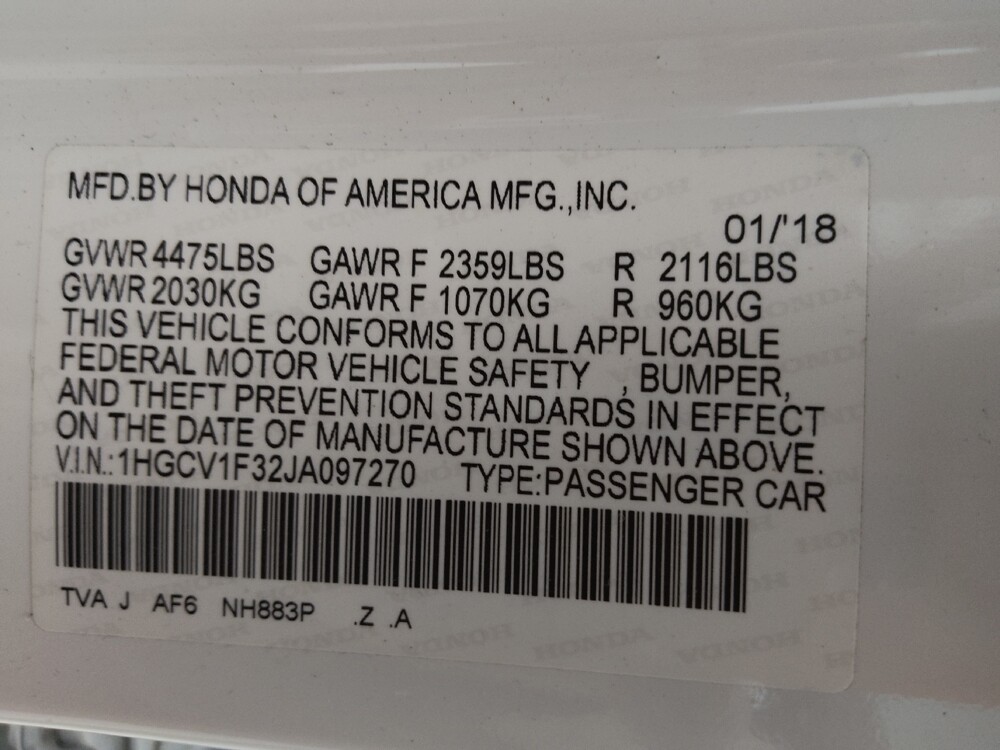 MFD.BY HONDA OF AMERICA MFG.,INC.
01/'18
GVWR 4475LBS GAWR F 2359LBS R 2116LBS
GVWR 2030KG GAWR F 1070KG R 960KG
THIS VEHICLE CONFORMS TO ALL APPLICABLE
FEDERAL MOTOR VEHICLE SAFETY , BUMPER,
AND THEFT PREVENTION STANDARDS IN EFFECT
ON THE DATE OF MANUFACTURE SHOWN ABOVE.
V.I.N.:1HGCV1F32JA097270 TYPE:PASSENGER CAR
TVA J AF6 NH883P .Z .A